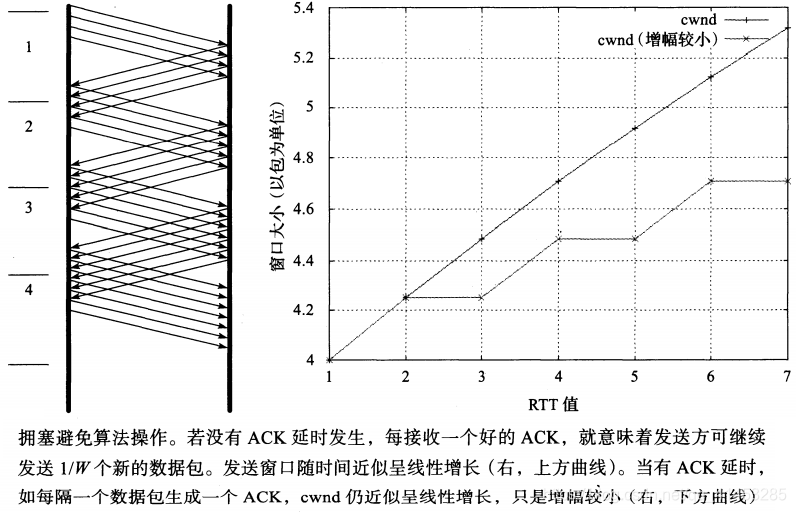 1
2
3
4
窗口大小（以包为单位）
5.4
5.2
5
4.8
4.6
4.4
4.2
4
cwnd
cwnd（增幅较小）
1 2 3 4 5 6 7
RTT 值
拥塞避免算法操作。若没有 ACK 延时发生，每接收一个好的 ACK，就意味着发送方可继续
发送 1/W个新的数据包。发送窗口随时间近似呈线性增长（右，上方曲线）。当有 ACK 延时，
如每隔一个数据包生成一个 ACK，cwnd 仍近似呈线性增长，只是增幅较小（右，下方曲线）